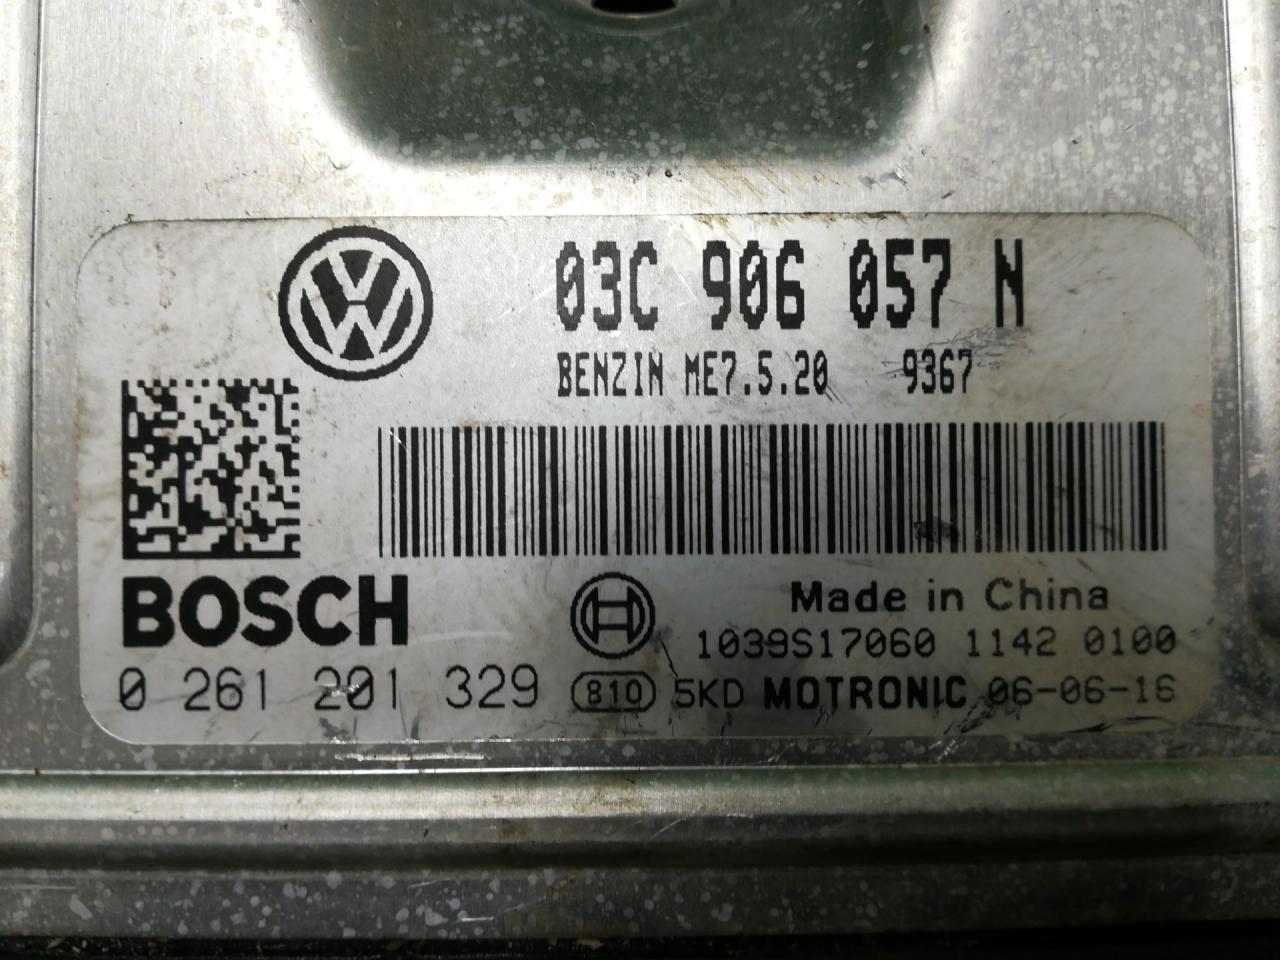 03C 906 057 N
BENZIN ME7.5.20 9367
BOSCH
Made in China
1039S17060 1142 0100
0 261 201 329 810 5KD MOTRONIC 06-06-16